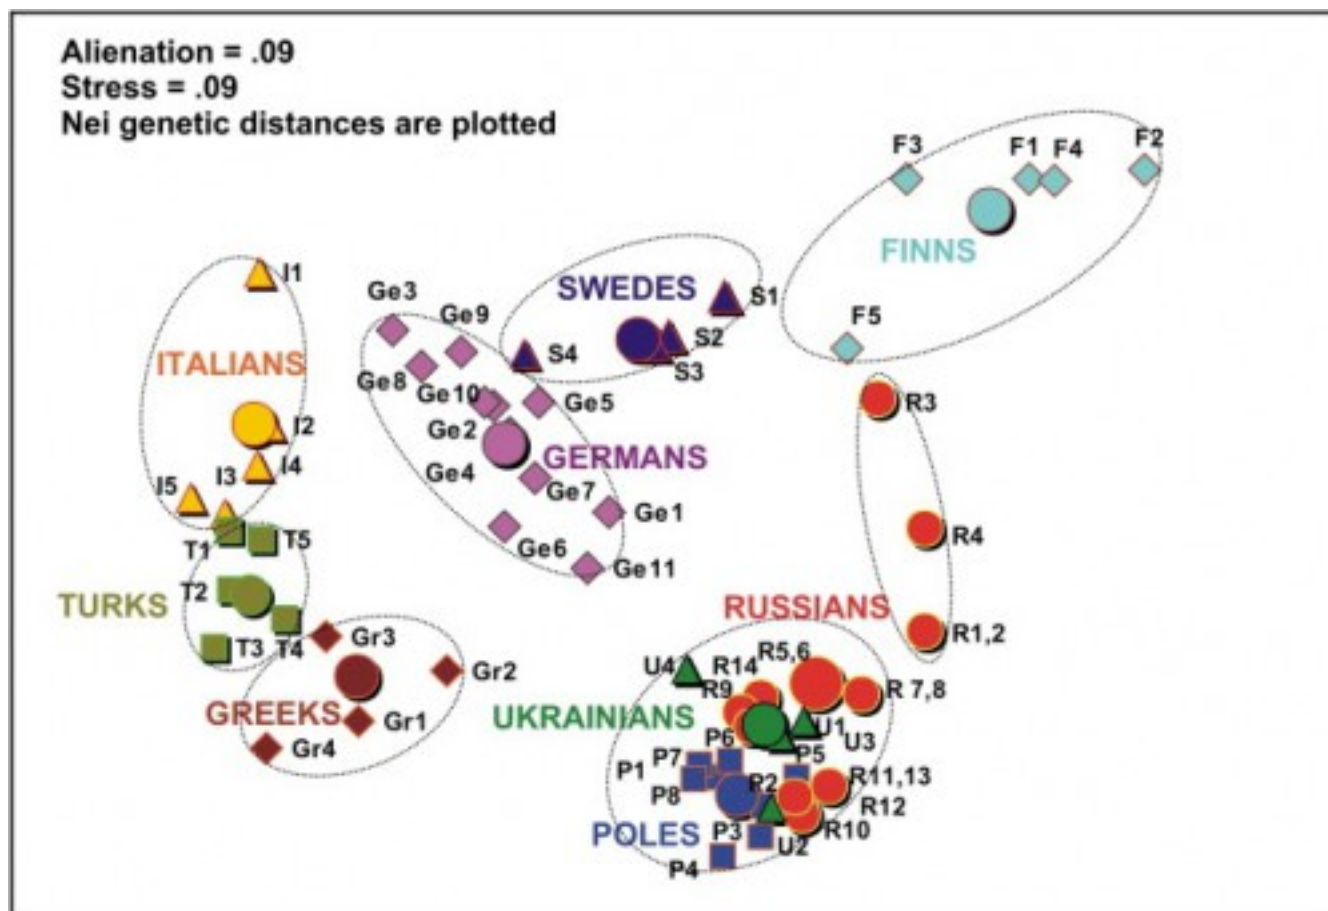 Alienation = .09
Stress = .09
Nei genetic distances are plotted
F3
F1
F4
F2
FINNS
I1
SWEDES
S1
Ge3
Ge9
F5
S4
S2
S3
ITALIANS
Ge8
Ge10
Ge5
R3
I2
Ge2
GERMANS
I4
I3
I5
Ge4
Ge7
Ge1
R4
T1
T5
Ge6
Ge11
T2
TURKS
RUSSIANS
R1,2
T3
T4
Gr3
Gr2
U4
R14
R5,6
R9
R 7,8
GREEKS
Gr1
UKRAINIANS
U1
U3
Gr4
P6
P7
P5
P1
P8
P2
R11,13
R12
POLES
P3
R10
U2
P4